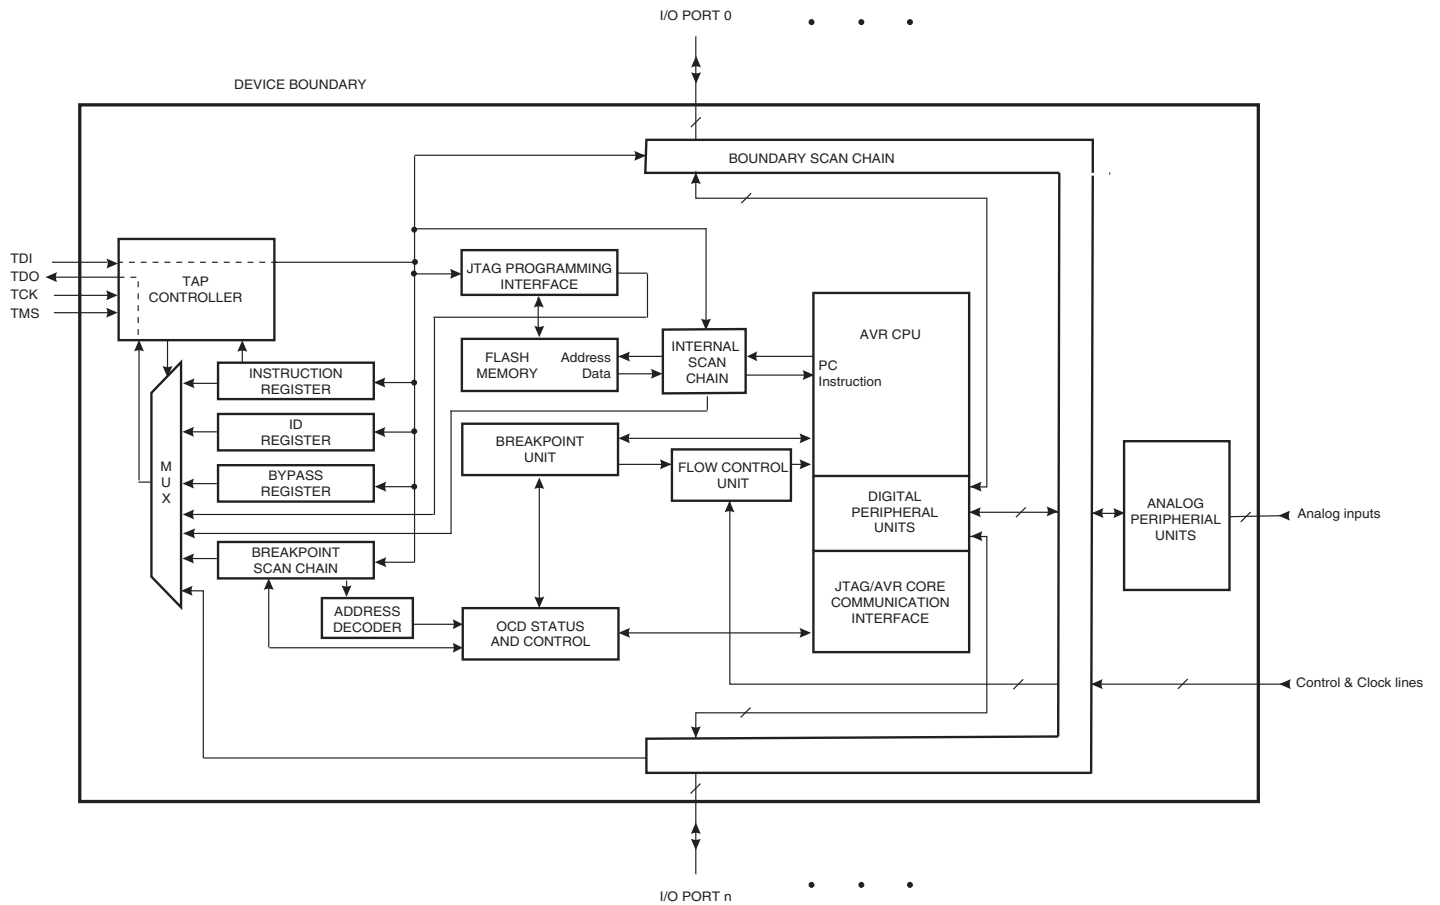 I/O PORT 0
DEVICE BOUNDARY
BOUNDARY SCAN CHAIN
TDI
TDO
TCK
TMS
TAP
CONTROLLER
JTAG PROGRAMMING
INTERFACE
FLASH
MEMORY
Address
Data
INTERNAL
SCAN
CHAIN
AVR CPU
PC
Instruction
INSTRUCTION
REGISTER
ID
REGISTER
BYPASS
REGISTER
M
U
X
BREAKPOINT
SCAN CHAIN
ADDRESS
DECODER
BREAKPOINT
UNIT
FLOW CONTROL
UNIT
OCD STATUS
AND CONTROL
DIGITAL
PERIPHERAL
UNITS
JTAG/AVR CORE
COMMUNICATION
INTERFACE
ANALOG
PERIPHERIAL
UNITS
Analog inputs
Control & Clock lines
I/O PORT n